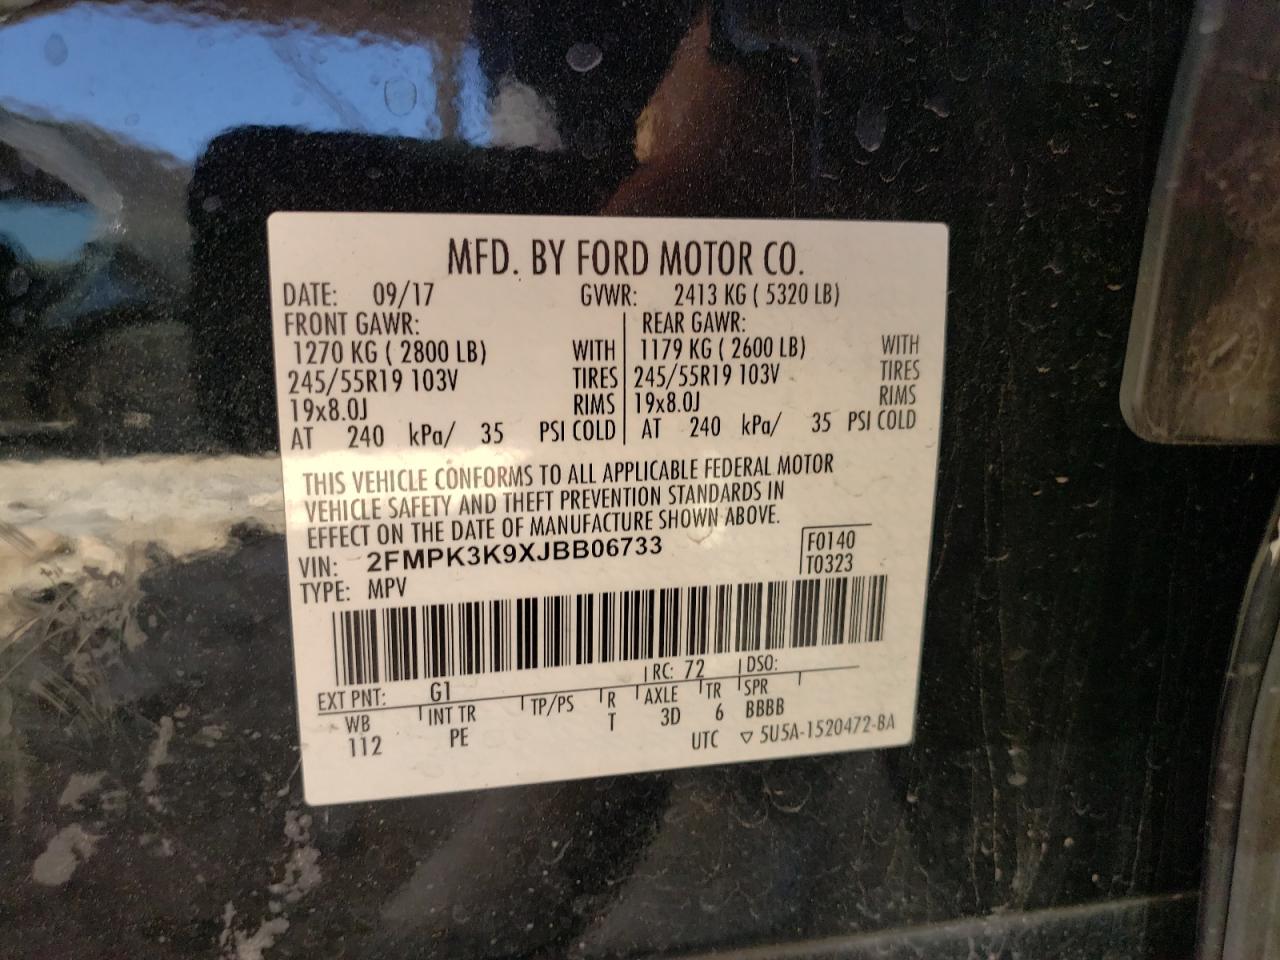 MFD. BY FORD MOTOR CO.
DATE: 09/17 GVWR: 2413 KG ( 5320 LB)
FRONT GAWR: REAR GAWR:
1270 KG ( 2800 LB) WITH 1179 KG ( 2600 LB) WITH
245/55R19 103V TIRES 245/55R19 103V TIRES
19x8.0J RIMS 19x8.0J RIMS
AT 240 kPa/ 35 PSI COLD AT 240 kPa/ 35 PSI COLD
THIS VEHICLE CONFORMS TO ALL APPLICABLE FEDERAL MOTOR
VEHICLE SAFETY AND THEFT PREVENTION STANDARDS IN
EFFECT ON THE DATE OF MANUFACTURE SHOWN ABOVE.
VIN: 2FMPK3K9XJBB06733 F0140
TYPE: MPV T0323
EXT PNT: G1 RC: 72 DSO:
WB INT TR TP/PS R AXLE TR SPR
112 PE T 3D 6 BBBB
UTC ▽ 5U5A-1520472-BA